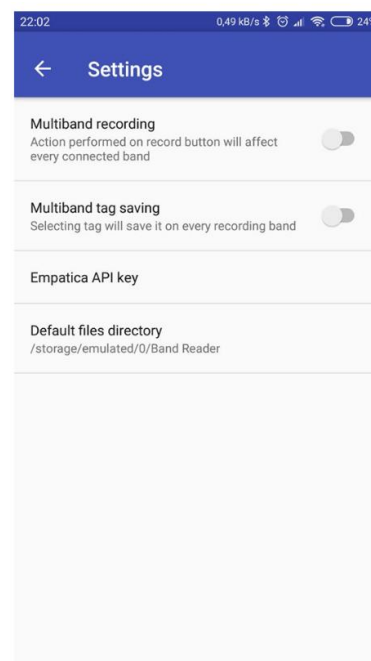 22:02 0,49 kB/s 24%
Settings
Multiband recording
Action performed on record button will affect
every connected band
Multiband tag saving
Selecting tag will save it on every recording band
Empatica API key
Default files directory
/storage/emulated/0/Band Reader